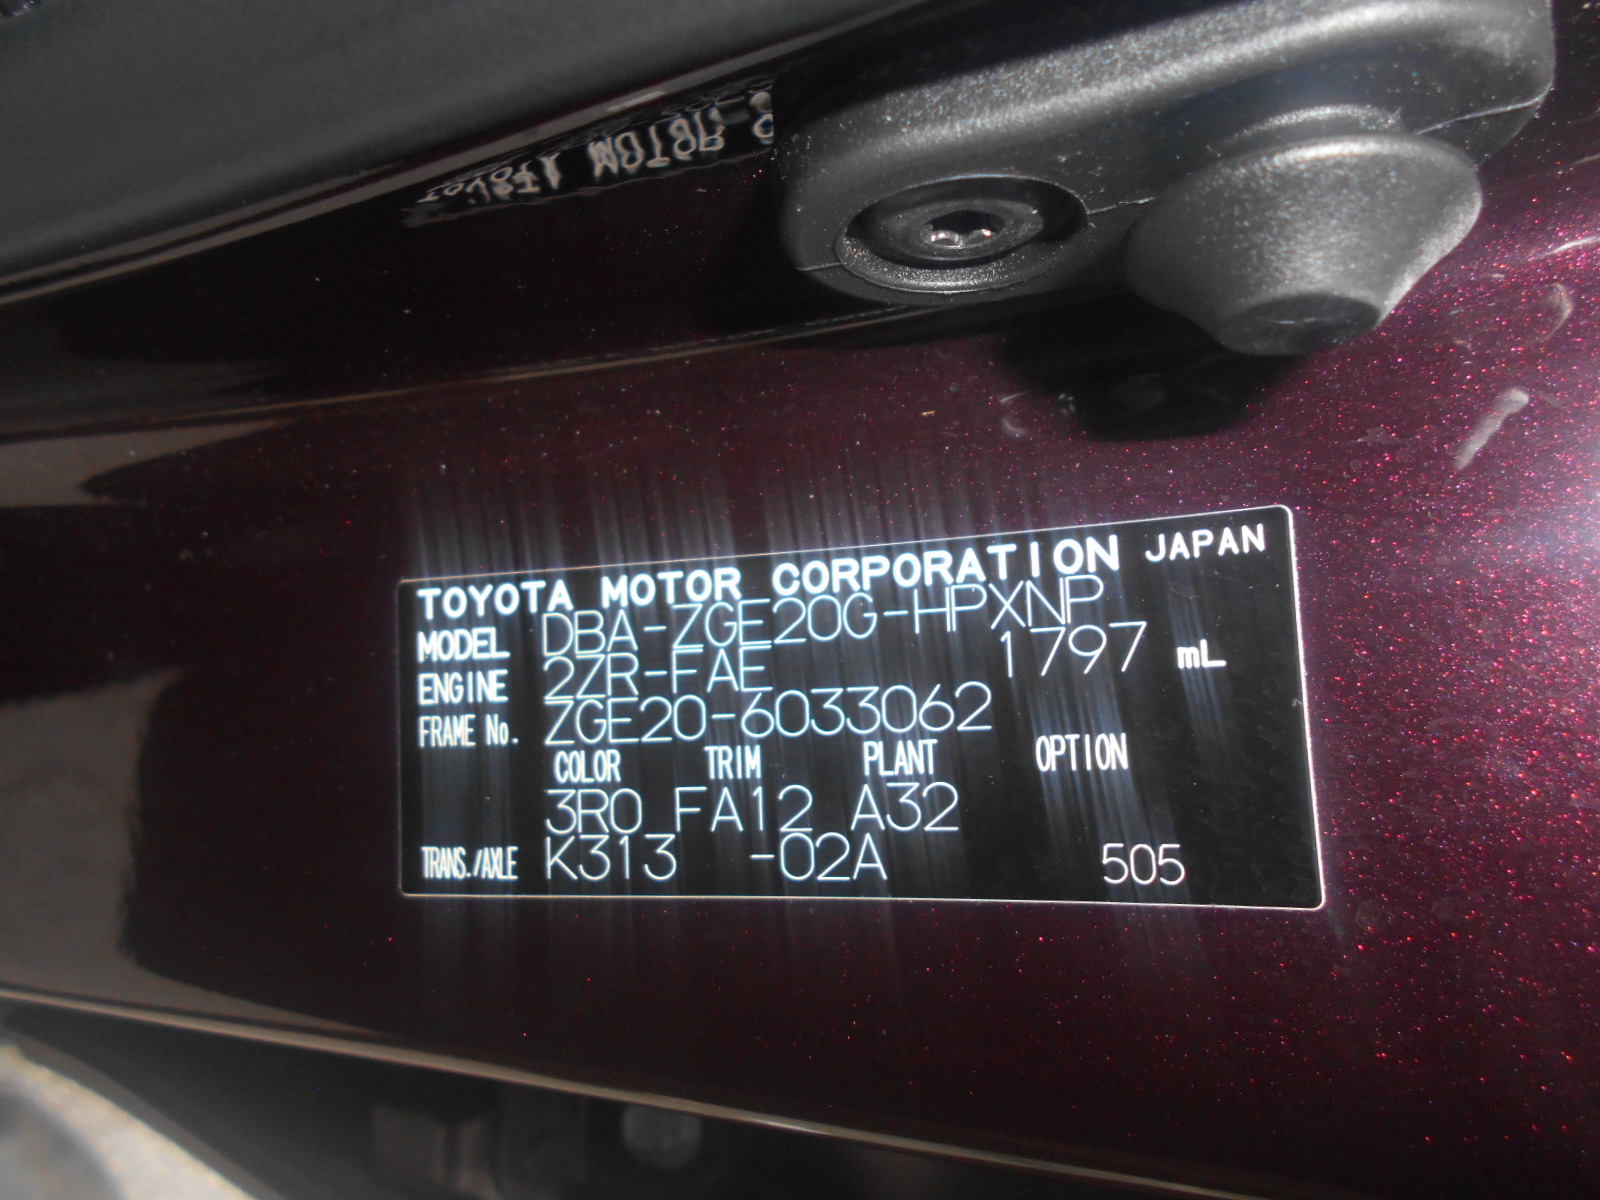 TOYOTA MOTOR CORPORATION JAPAN
MODEL DBA-ZGE20G-HPXNP
ENGINE 2ZR-FAE 1797 mL
FRAME No. ZGE20-6033062
COLOR TRIM PLANT OPTION
3R0 FA12 A32
TRANS./AXLE K313 -02A 505